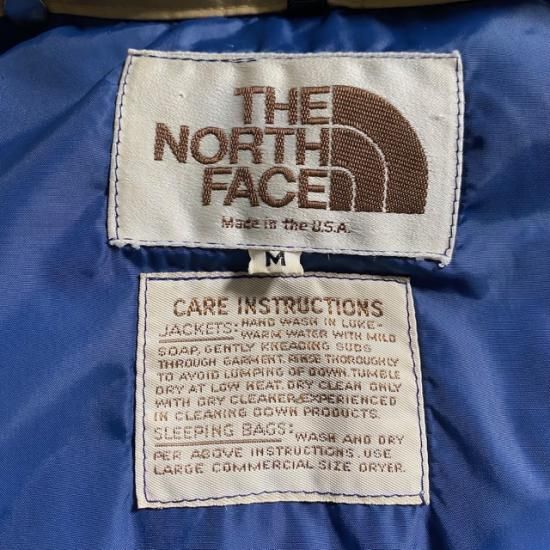 THE
NORTH
FACE
Made in the U.S.A.
M
CARE INSTRUCTIONS
JACKETS: HAND WASH IN LUKE-
WARM WATER WITH MILD
SOAP, GENTLY KNEADING SUDS
THROUGH GARMENT. RINSE THOROUGHLY
TO AVOID LUMPING OF DOWN. TUMBLE
DRY AT LOW HEAT. DRY CLEAN ONLY
WITH DRY CLEANER EXPERIENCED
IN CLEANING DOWN PRODUCTS.
SLEEPING BAGS: WASH AND DRY
PER ABOVE INSTRUCTIONS. USE
LARGE COMMERCIAL SIZE DRYER.